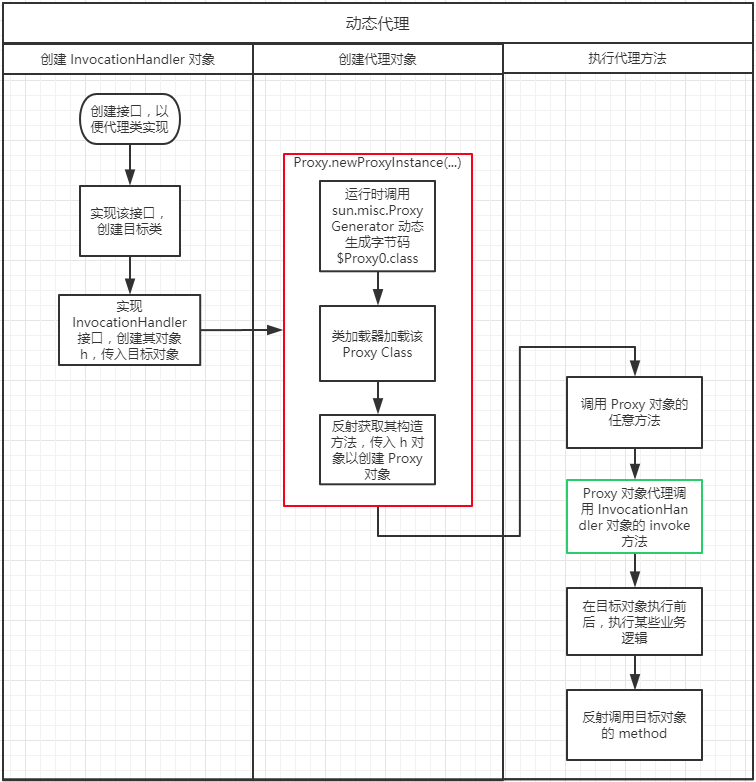 动态代理
创建 InvocationHandler 对象
创建代理对象
执行代理方法
创建接口，以
便代理类实现
实现该接口，
创建目标类
实现
InvocationHandler
接口，创建其对象
h，传入目标对象
Proxy.newProxyInstance(...)
运行时调用
sun.misc.Proxy
Generator 动态
生成字节码
$Proxy0.class
类加载器加载该
Proxy Class
反射获取其构造
方法，传入 h 对
象以创建 Proxy
对象
调用 Proxy 对象的
任意方法
Proxy 对象代理调
用 InvocationHan
dler 对象的 invoke
方法
在目标对象执行前
后，执行某些业务
逻辑
反射调用目标对象
的 method